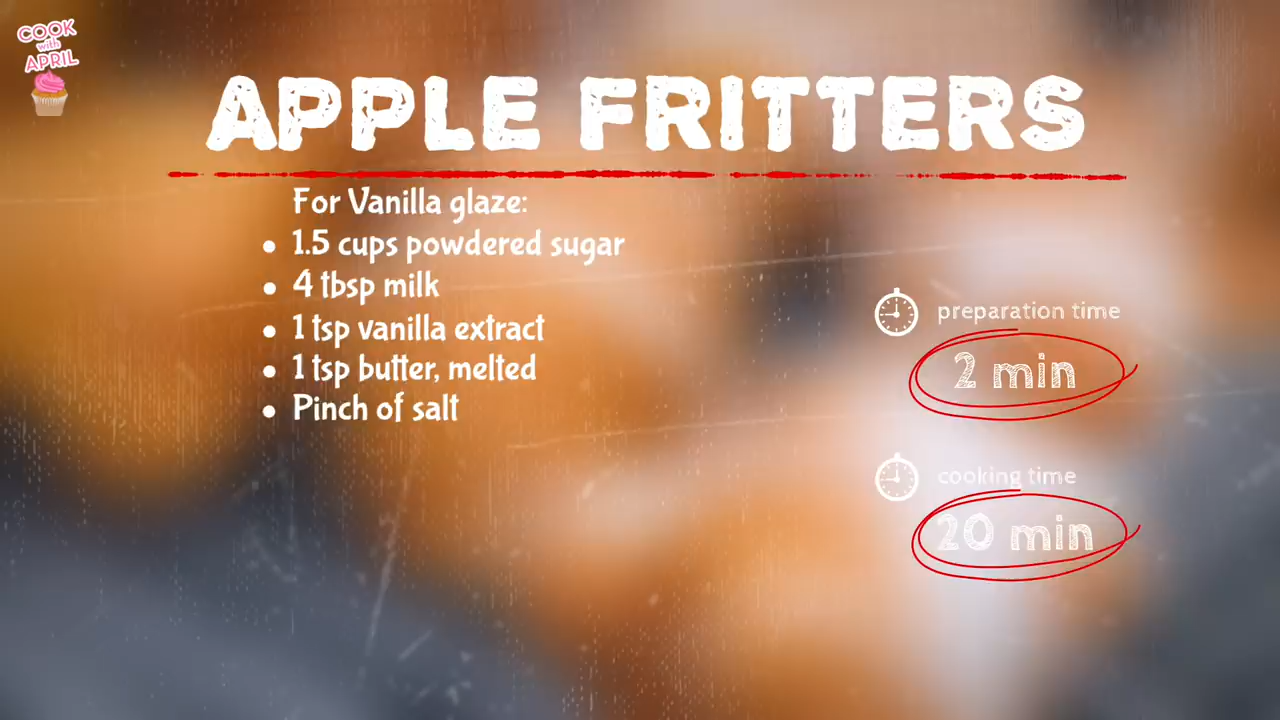 COOK
with
APRIL
APPLE FRITTERS
For Vanilla glaze:
• 1.5 cups powdered sugar
• 4 tbsp milk
• 1 tsp vanilla extract
• 1 tsp butter, melted
• Pinch of salt
preparation time
2 min
cooking time
20 min